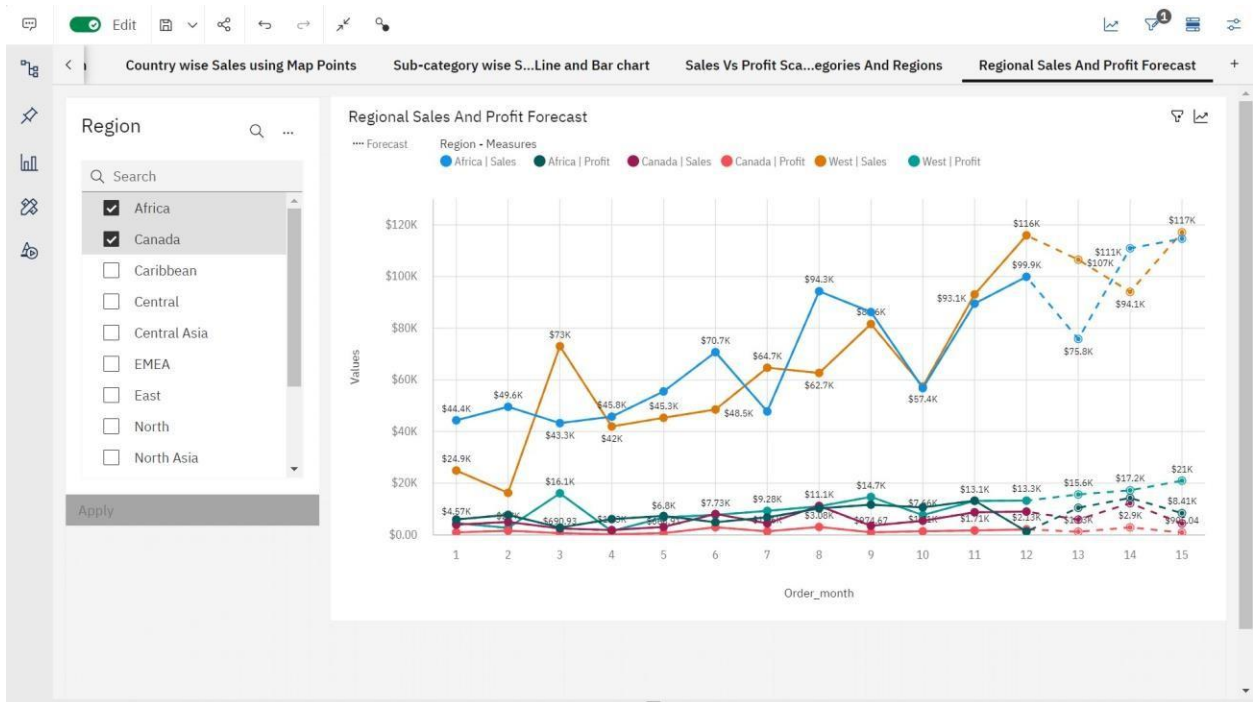 Edit
1
Country wise Sales using Map Points
Sub-category wise S...Line and Bar chart
Sales Vs Profit Sca...egories And Regions
Regional Sales And Profit Forecast
Region
Search
Africa
Canada
Caribbean
Central
Central Asia
EMEA
East
North
North Asia
Apply
Regional Sales And Profit Forecast
Forecast
Region - Measures
Africa | Sales
Africa | Profit
Canada | Sales
Canada | Profit
West | Sales
West | Profit
Values
$120K
$100K
$80K
$60K
$40K
$20K
$0.00
$117K
$116K
$111K
$107K
$99.9K
$94.3K
$93.1K
$94.1K
$75.8K
$73K
$70.7K
$64.7K
$62.7K
$57.4K
$49.6K
$44.4K
$45.8K
$45.3K
$48.5K
$43.3K
$42K
$24.9K
$16.1K
$4.57K
$690.93
$6.8K
$7.73K
$9.28K
$11.1K
$3.08K
$14.7K
$974.67
$7.66K
$13.1K
$1.71K
$13.3K
$2.13K
$15.6K
$17.2K
$2.9K
$21K
$8.41K
1 2 3 4 5 6 7 8 9 10 11 12 13 14 15
Order_month